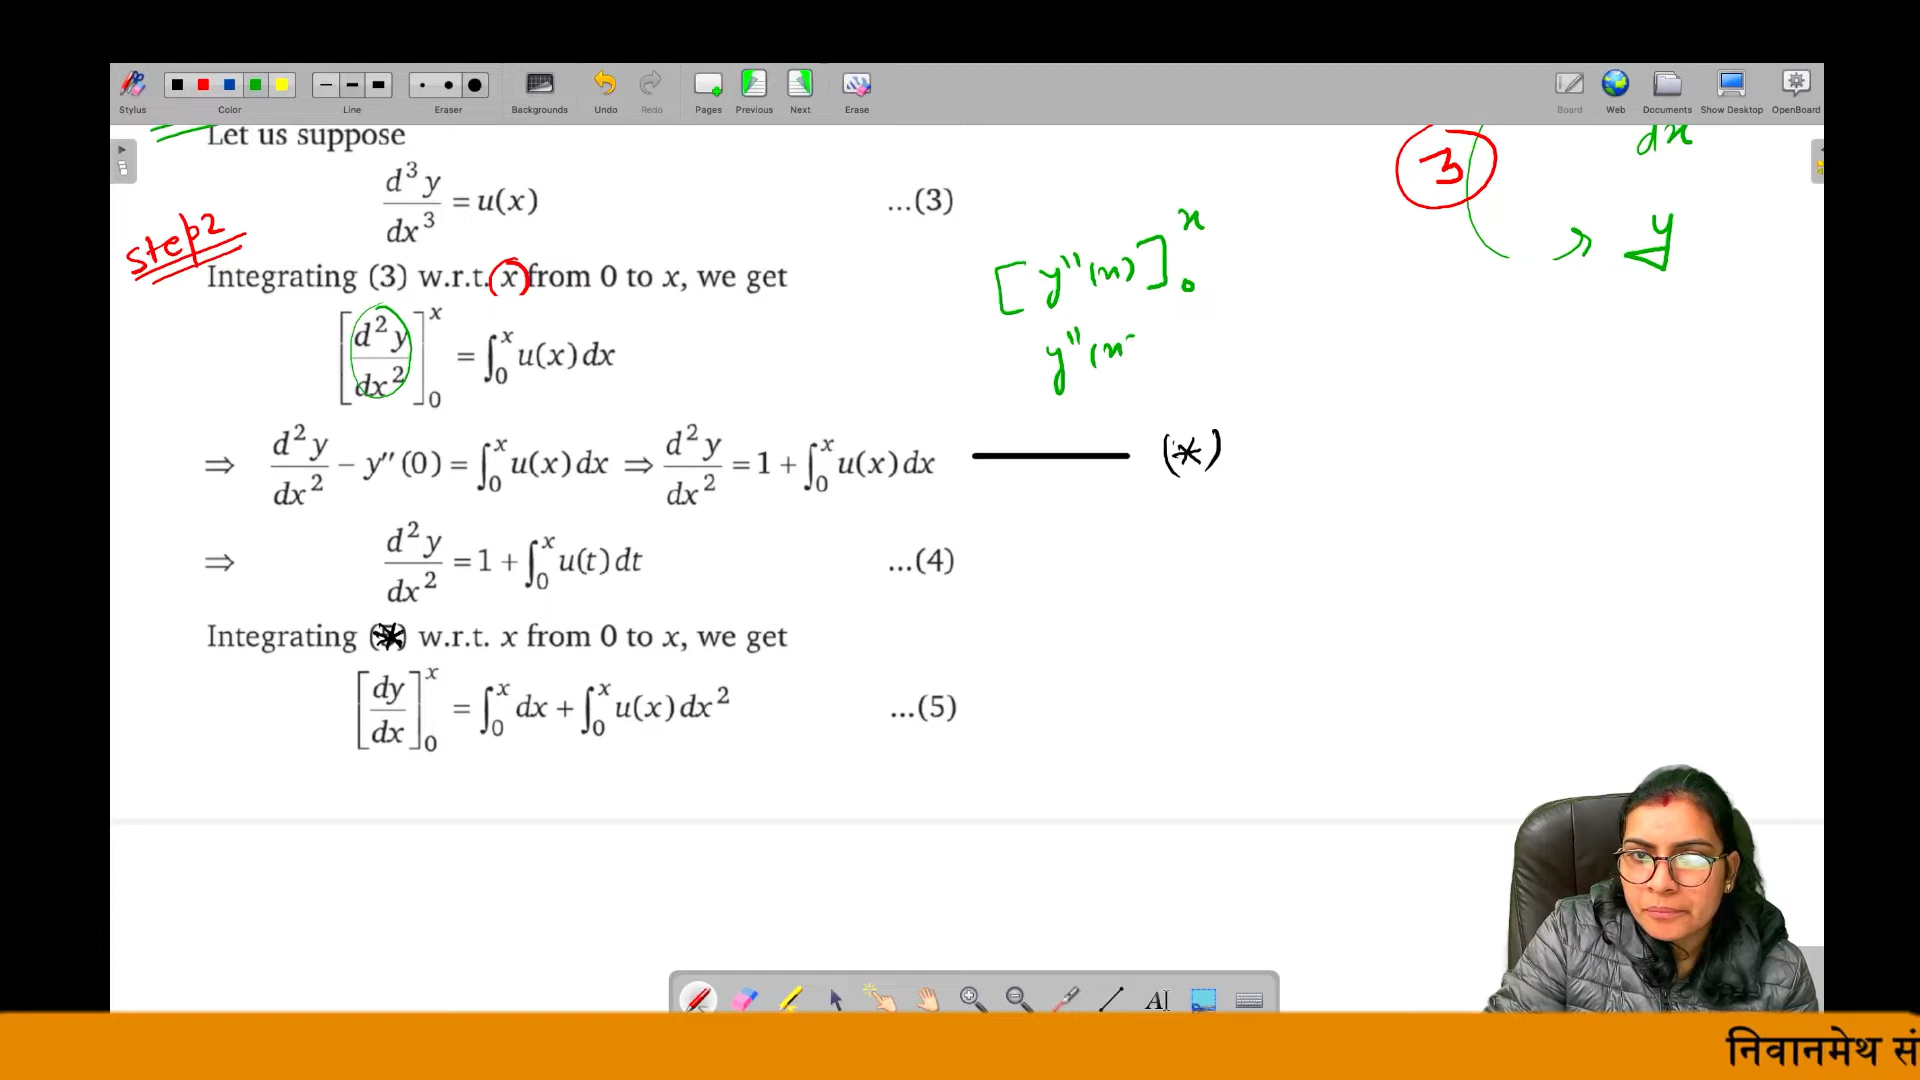 Stylus Color Line Eraser Backgrounds Undo Redo Pages Previous Next Erase Board Web Documents Show Desktop OpenBoard
Let us suppose
d³y/dx³ = u(x) ...(3)
Step 2
Integrating (3) w.r.t. x from 0 to x, we get
[d²y/dx²]₀ˣ = ∫₀ˣ u(x) dx
⇒ d²y/dx² − y″(0) = ∫₀ˣ u(x) dx ⇒ d²y/dx² = 1 + ∫₀ˣ u(x) dx (*)
⇒ d²y/dx² = 1 + ∫₀ˣ u(t) dt ...(4)
Integrating (*) w.r.t. x from 0 to x, we get
[dy/dx]₀ˣ = ∫₀ˣ dx + ∫₀ˣ u(x) dx² ...(5)
[y″(x)]₀ˣ
y″(x
3
dx
y
निवानमेथ सं